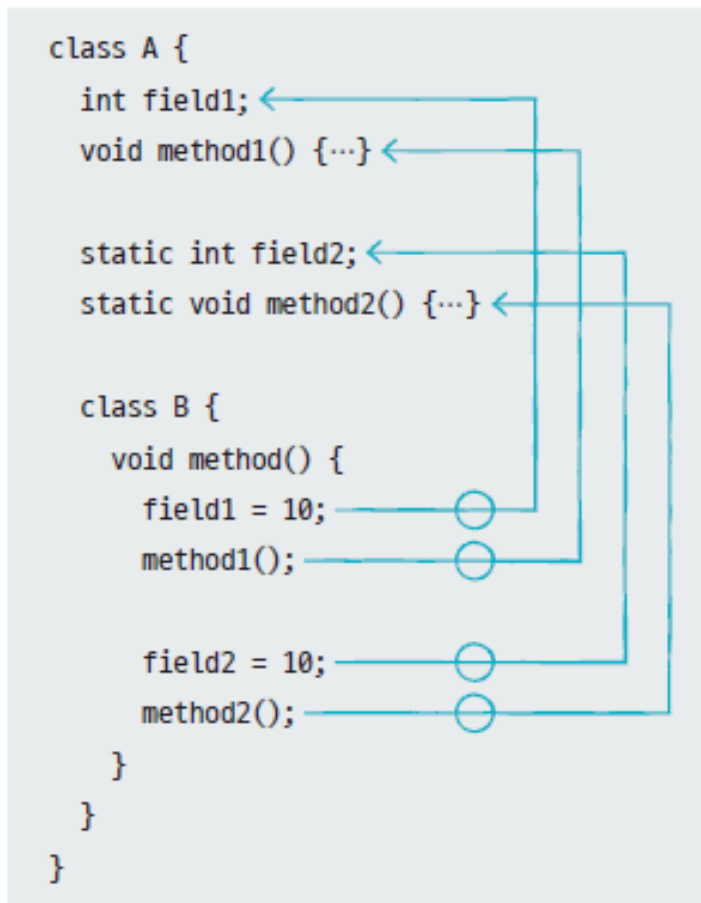 class A {
int field1;
void method1() {···}
static int field2;
static void method2() {···}
class B {
void method() {
field1 = 10;
method1();
field2 = 10;
method2();
}
}
}